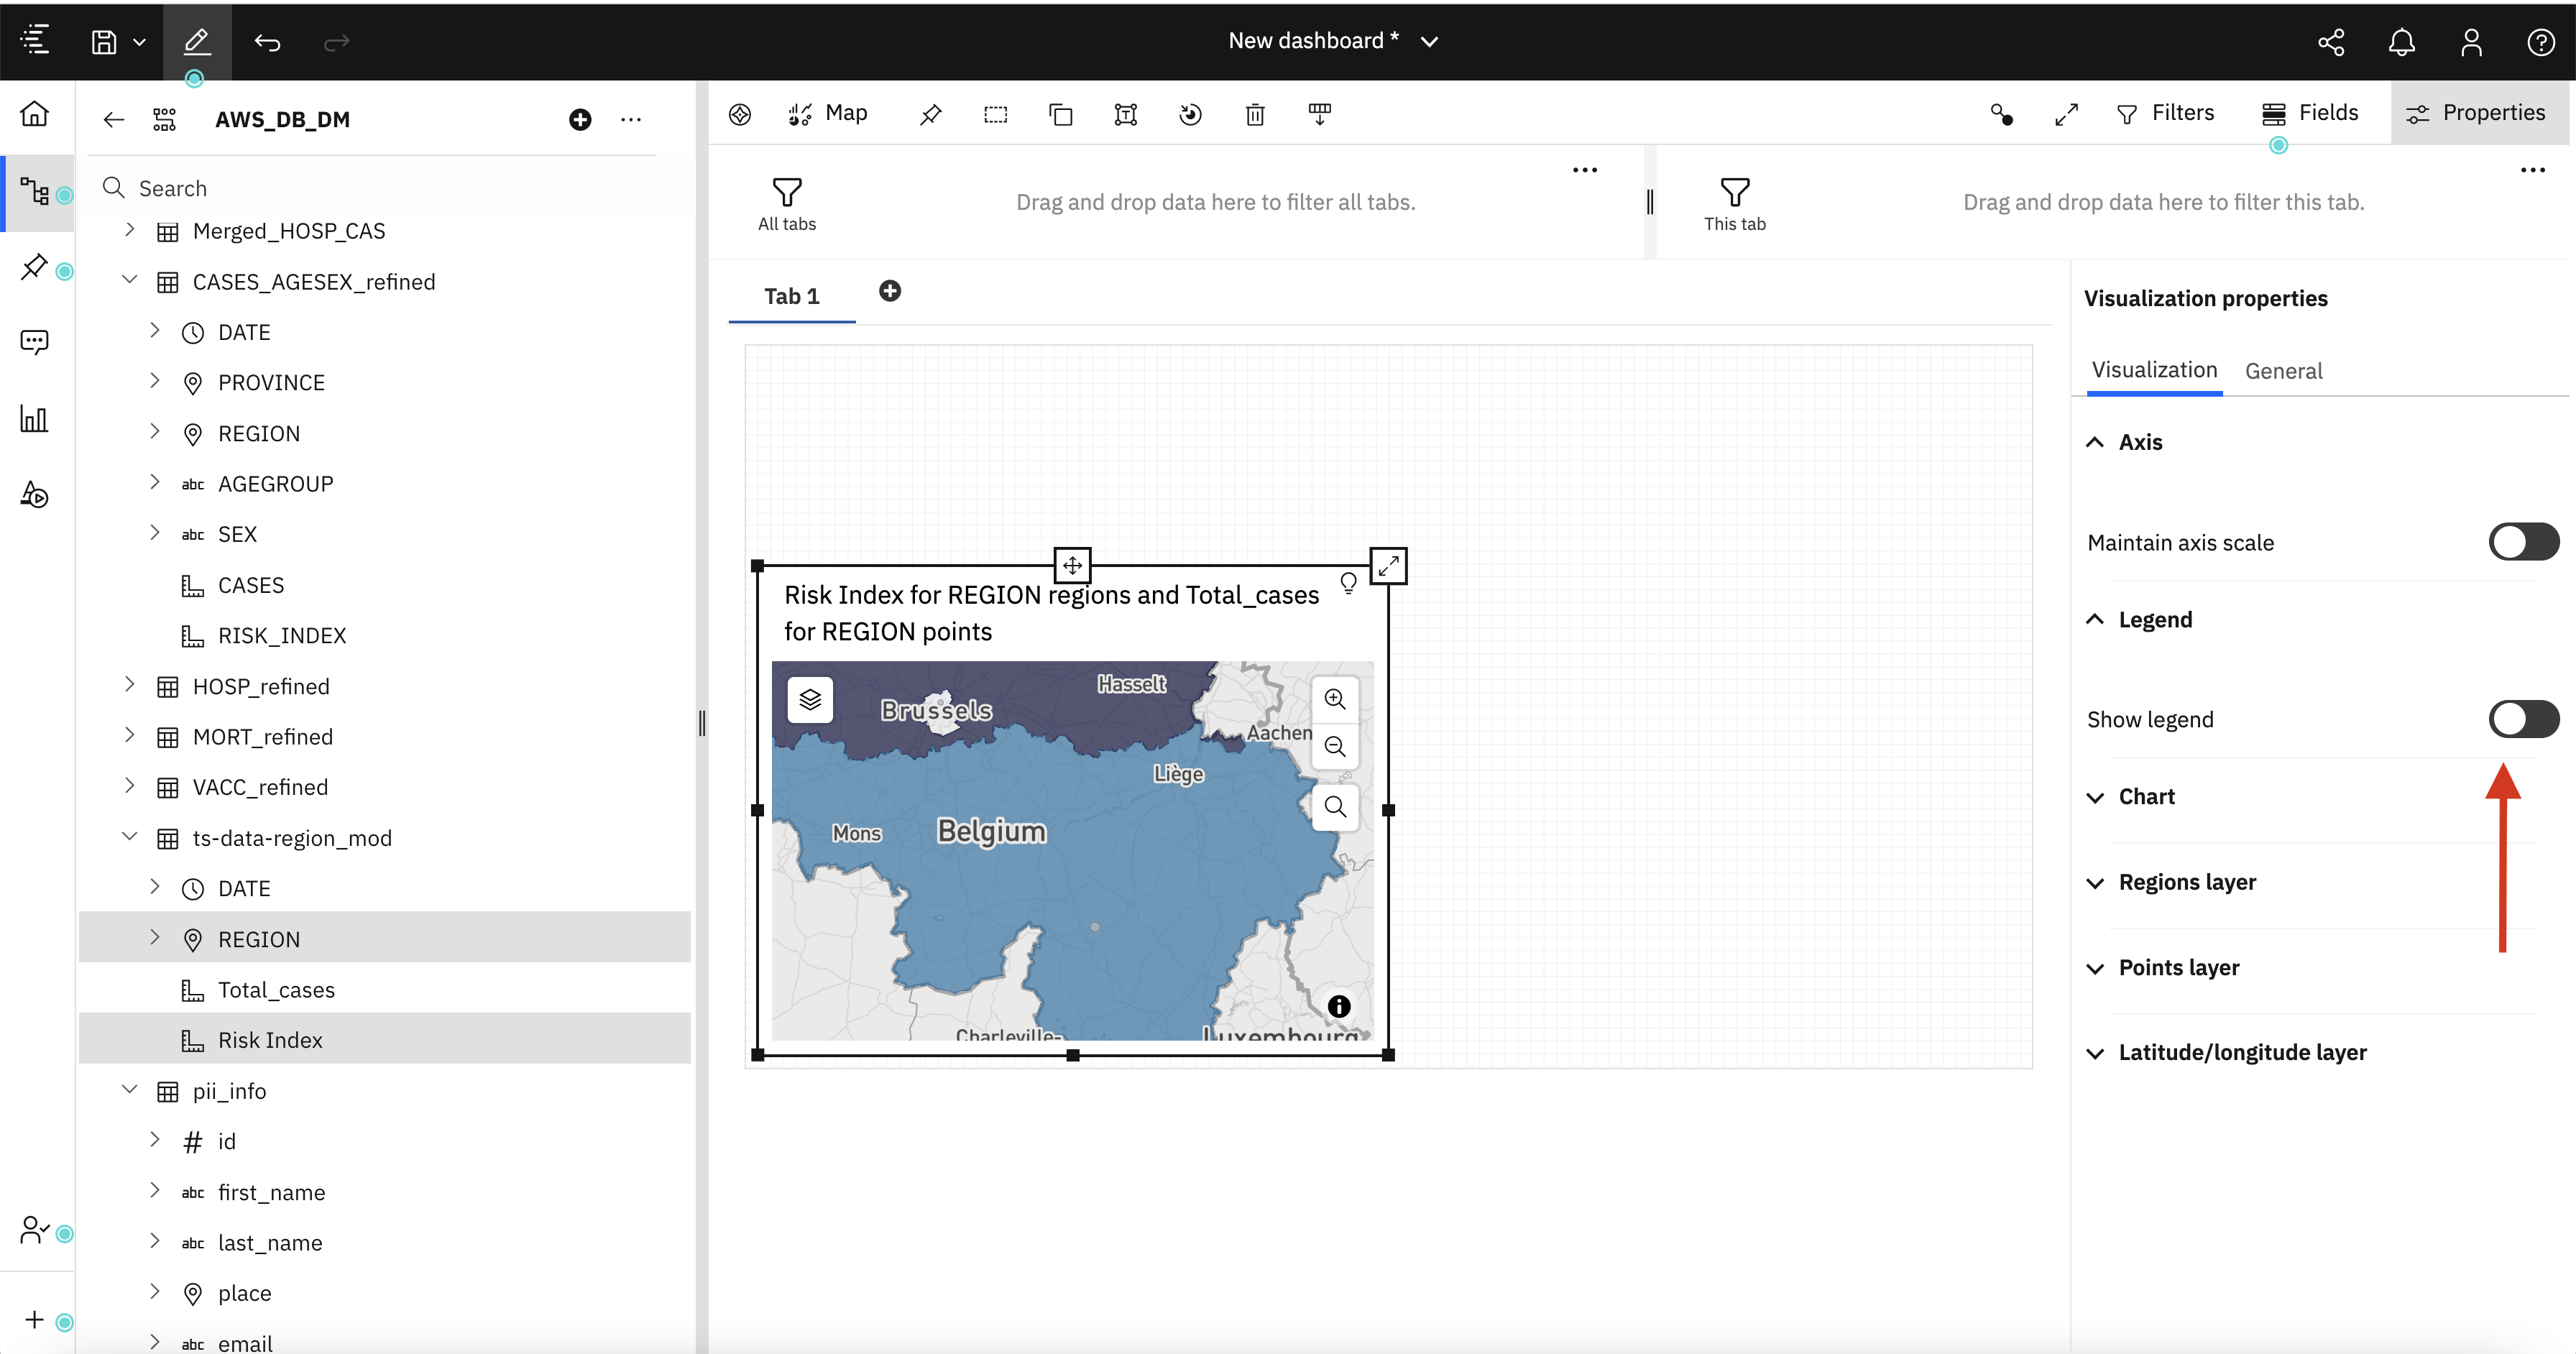 New dashboard *
AWS_DB_DM
Search
Merged_HOSP_CAS
CASES_AGESEX_refined
DATE
PROVINCE
REGION
abc AGEGROUP
abc SEX
CASES
RISK_INDEX
HOSP_refined
MORT_refined
VACC_refined
ts-data-region_mod
DATE
REGION
Total_cases
Risk Index
pii_info
# id
abc first_name
abc last_name
place
abc email
Map
Filters
Fields
Properties
All tabs
Drag and drop data here to filter all tabs.
This tab
Drag and drop data here to filter this tab.
Tab 1
Risk Index for REGION regions and Total_cases
for REGION points
Hasselt
Brussels
Aachen
Liège
Mons
Belgium
Charleville-
Luxembourg
Visualization properties
Visualization
General
Axis
Maintain axis scale
Legend
Show legend
Chart
Regions layer
Points layer
Latitude/longitude layer